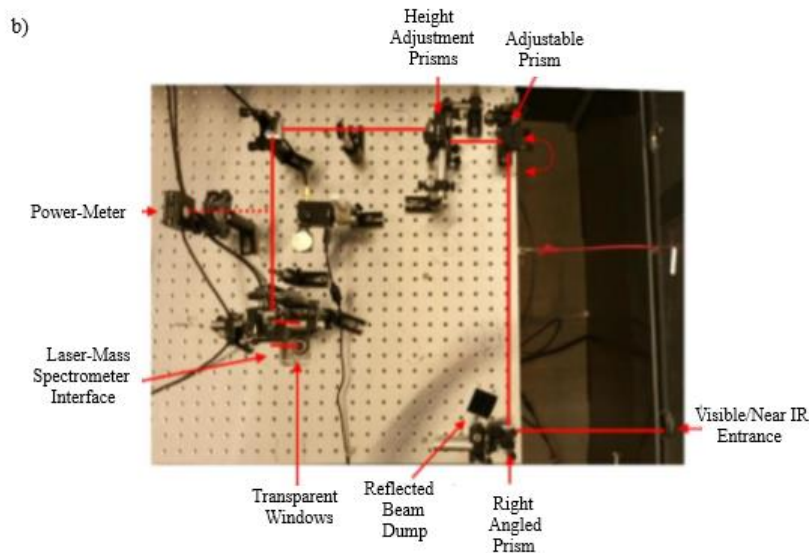 b)
Height
Adjustment
Prisms
Adjustable
Prism
Power-Meter
Laser-Mass
Spectrometer
Interface
Visible/Near IR
Entrance
Transparent
Windows
Reflected
Beam
Dump
Right
Angled
Prism